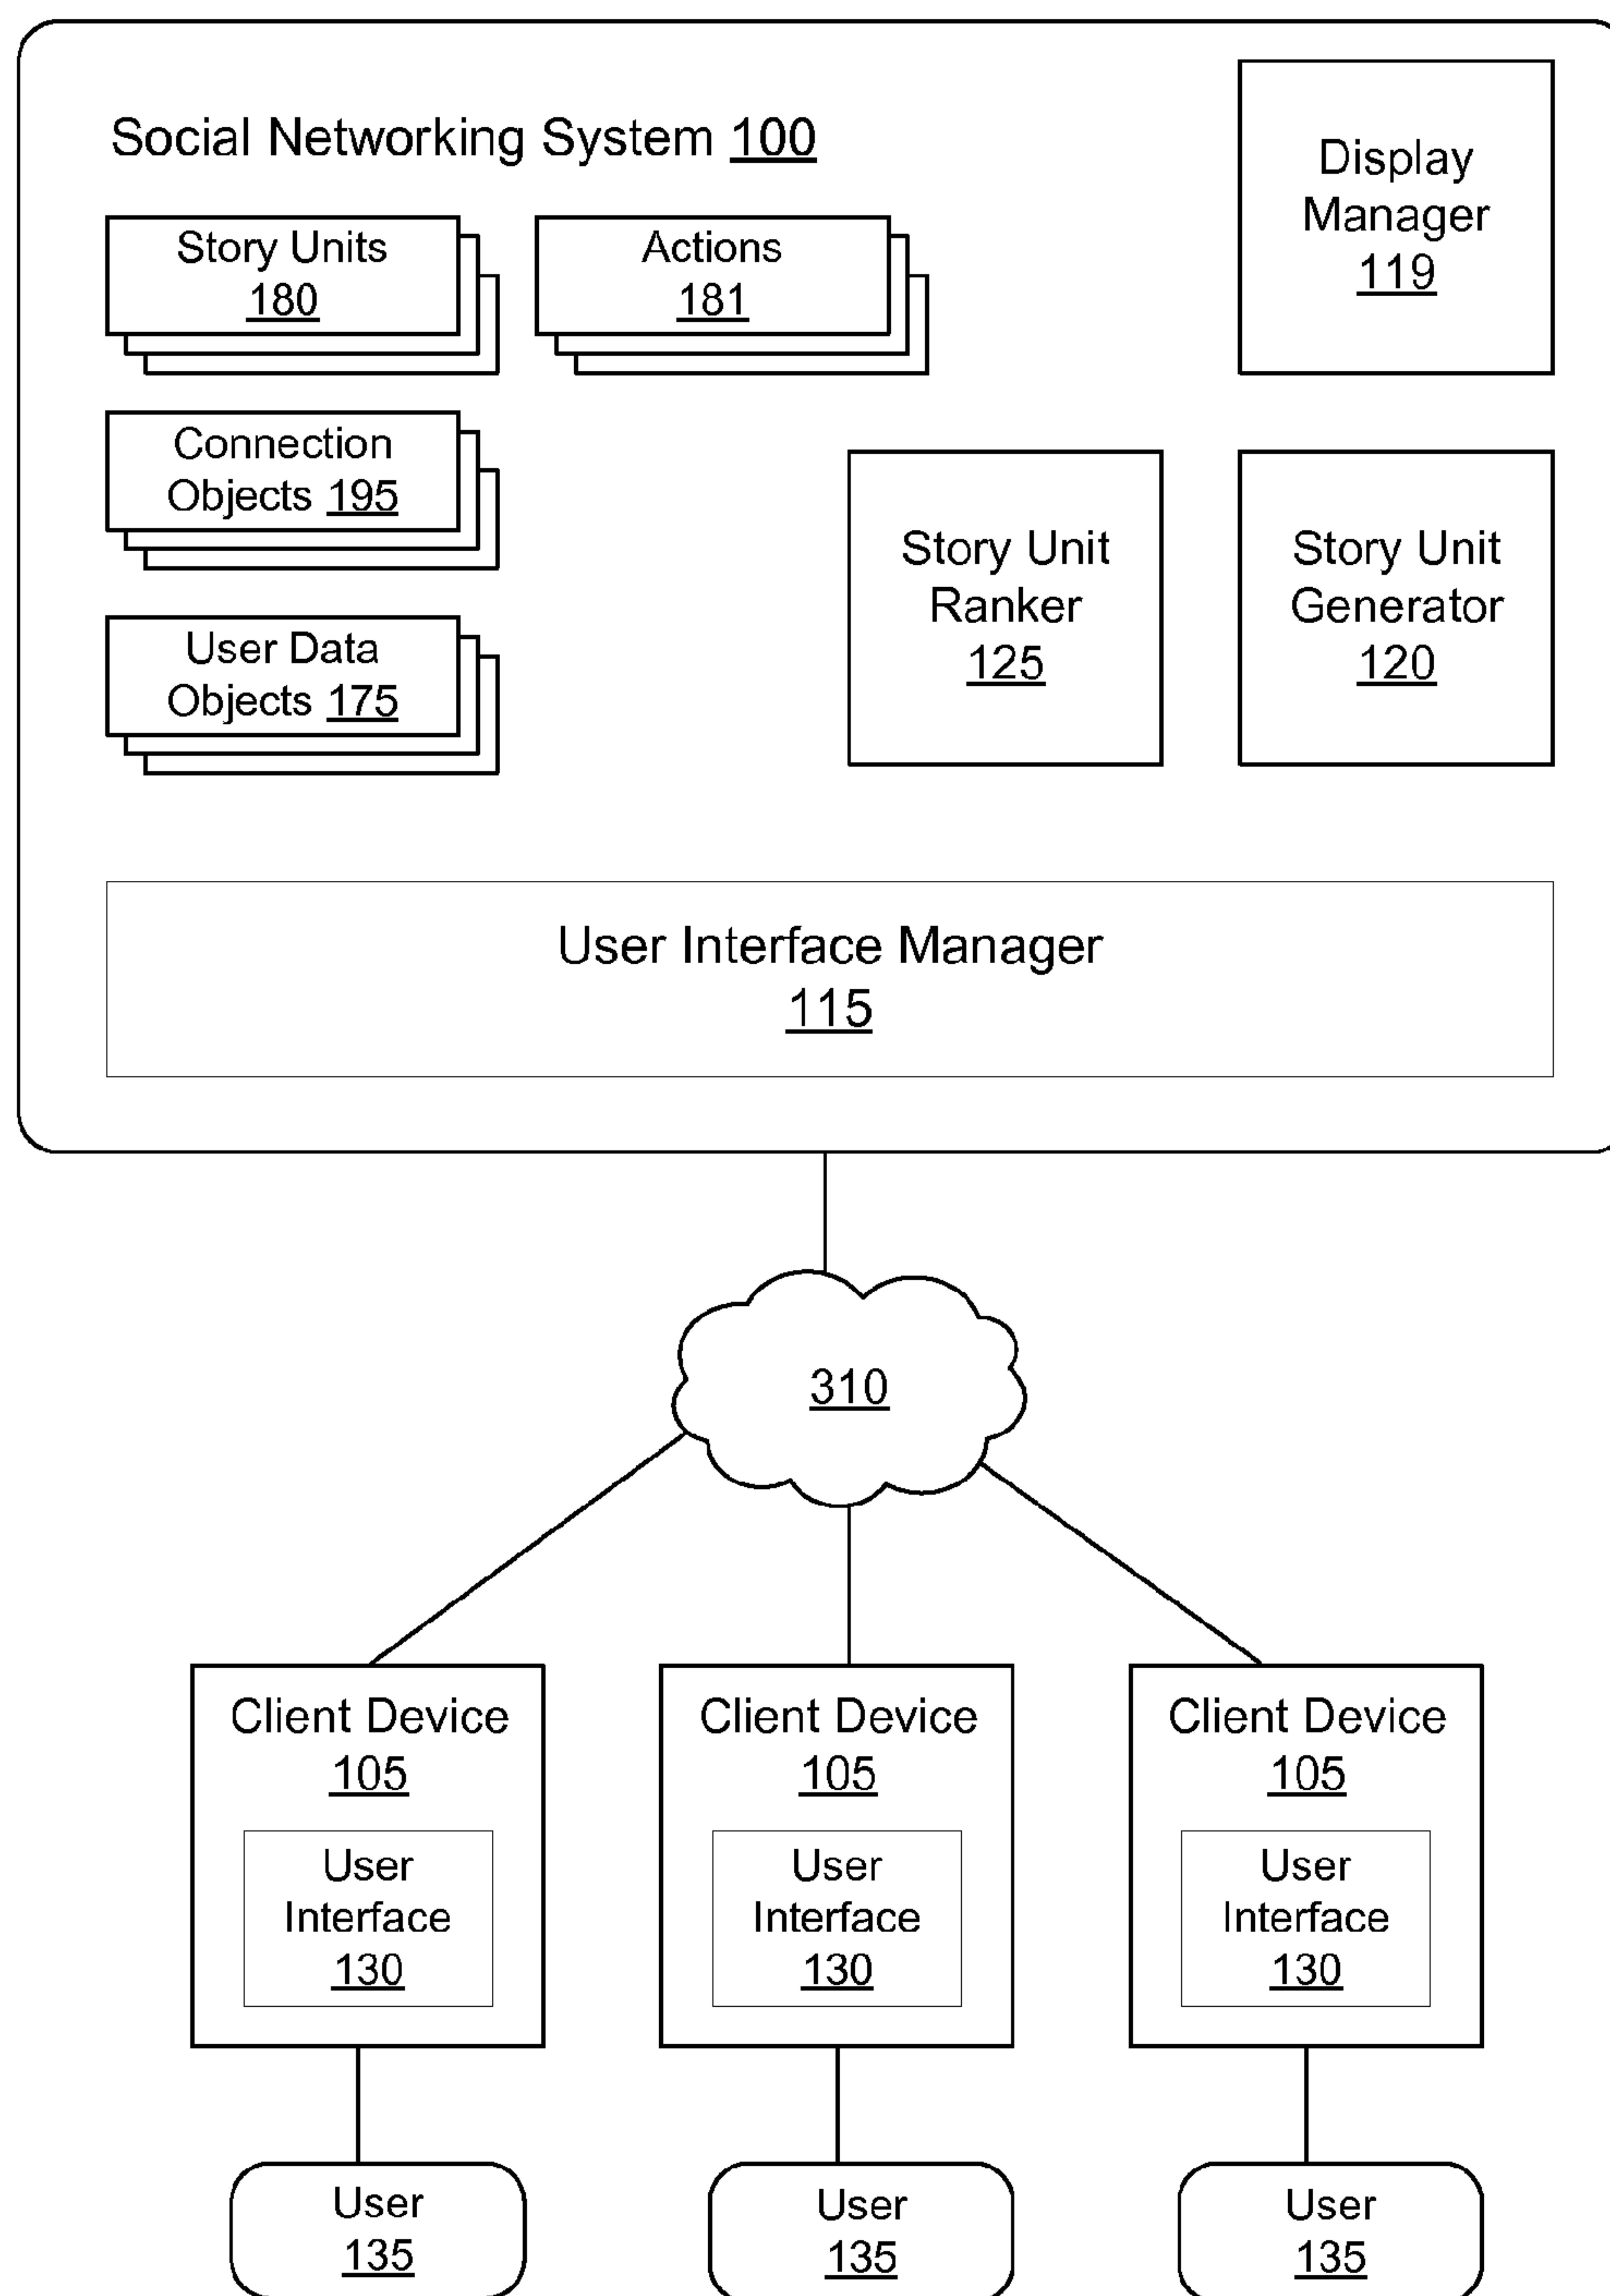 Social Networking System 100
Display
Manager
119
Story Units
180
Actions
181
Connection
Objects 195
Story Unit
Ranker
125
Story Unit
Generator
120
User Data
Objects 175
User Interface Manager
115
310
Client Device
105
User
Interface
130
Client Device
105
User
Interface
130
Client Device
105
User
Interface
130
User
135
User
135
User
135